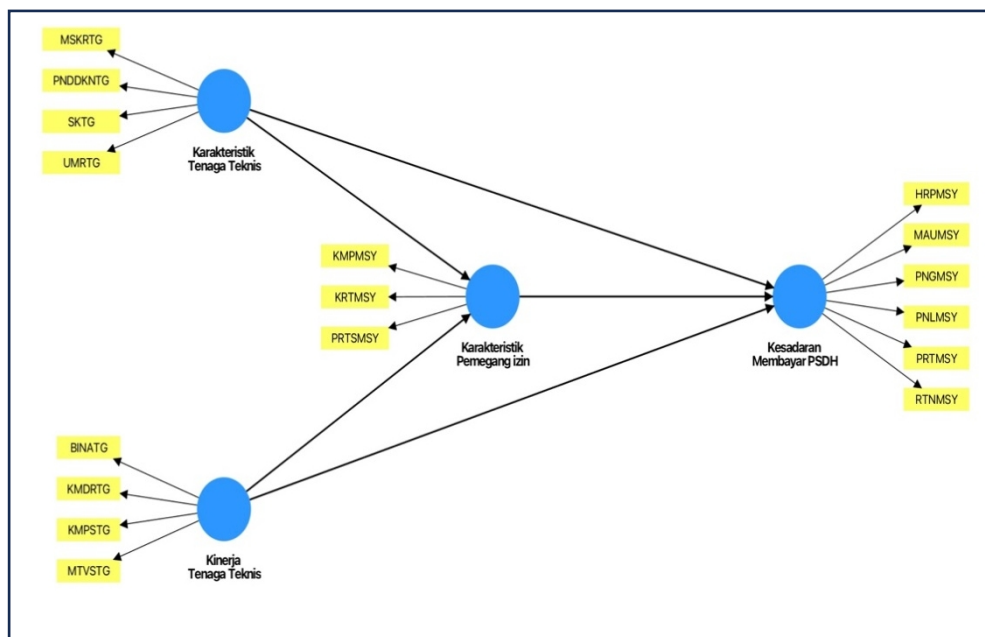 MSKRTG
PNDDKNTG
SKTG
UMRTG
Karakteristik
Tenaga Teknis
KMPMSY
KRTMSY
PRTSMSY
Karakteristik
Pemegang izin
HRPMSY
MAUMSY
PNGMSY
PNLMSY
PRTMSY
RTNMSY
Kesadaran
Membayar PSDH
BINATG
KMDRTG
KMPSTG
MTVSTG
Kinerja
Tenaga Teknis